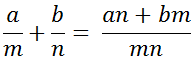 a/m + b/n = (an + bm)/mn